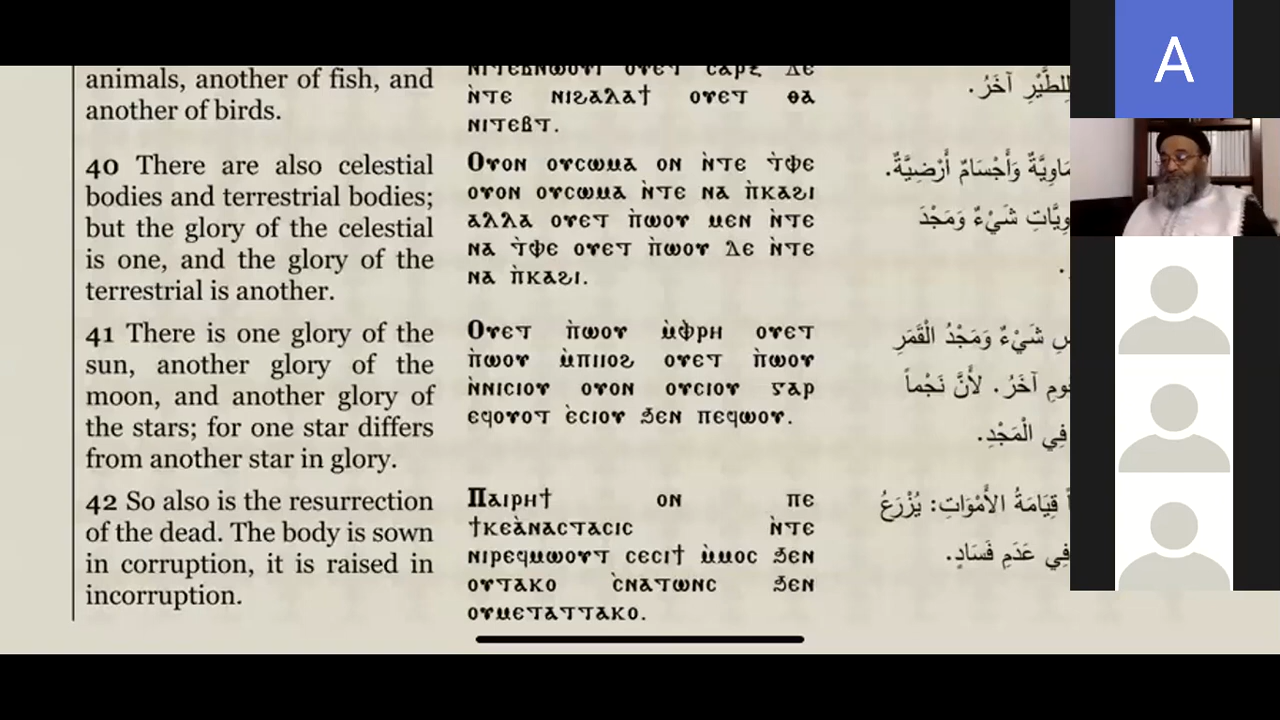 animals, another of fish, and
another of birds.
40 There are also celestial
bodies and terrestrial bodies;
but the glory of the celestial
is one, and the glory of the
terrestrial is another.
41 There is one glory of the
sun, another glory of the
moon, and another glory of
the stars; for one star differs
from another star in glory.
42 So also is the resurrection
of the dead. The body is sown
in corruption, it is raised in
incorruption.
ⲛⲓⲧⲉⲃⲛⲱⲟⲩⲓ ⲟⲩⲉⲧ ⲥⲁⲣⲝ ⲇⲉ
ⲛ̀ⲧⲉ ⲛⲓϩⲁⲗⲁϯ ⲟⲩⲉⲧ ⲑⲁ
ⲛⲓⲧⲉⲃⲧ.
Ⲟⲩⲟⲛ ⲟⲩⲥⲱⲙⲁ ⲟⲛ ⲛ̀ⲧⲉ ⲧ̀ⲫⲉ
ⲟⲩⲟⲛ ⲟⲩⲥⲱⲙⲁ ⲛ̀ⲧⲉ ⲛⲁ ⲡ̀ⲕⲁϩⲓ
ⲁⲗⲗⲁ ⲟⲩⲉⲧ ⲡ̀ⲱⲟⲩ ⲙⲉⲛ ⲛ̀ⲧⲉ
ⲛⲁ ⲧ̀ⲫⲉ ⲟⲩⲉⲧ ⲡ̀ⲱⲟⲩ ⲇⲉ ⲛ̀ⲧⲉ
ⲛⲁ ⲡ̀ⲕⲁϩⲓ.
Ⲟⲩⲉⲧ ⲡ̀ⲱⲟⲩ ⲙ̀ⲫⲣⲏ ⲟⲩⲉⲧ
ⲡ̀ⲱⲟⲩ ⲙ̀ⲡⲓⲓⲟϩ ⲟⲩⲉⲧ ⲡ̀ⲱⲟⲩ
ⲛ̀ⲛⲓⲥⲓⲟⲩ ⲟⲩⲟⲛ ⲟⲩⲥⲓⲟⲩ ⲅⲁⲣ
ⲉϥⲟⲩⲟⲧ ⲉ̀ⲥⲓⲟⲩ ϧⲉⲛ ⲡⲉϥⲱⲟⲩ.
Ⲡⲁⲓⲣⲏϯ ⲟⲛ ⲡⲉ
ϯⲕⲉⲁ̀ⲛⲁⲥⲧⲁⲥⲓⲥ ⲛ̀ⲧⲉ
ⲛⲓⲣⲉϥⲙⲱⲟⲩⲧ ⲥⲉⲥⲓϯ ⲙ̀ⲙⲟⲥ ϧⲉⲛ
ⲟⲩⲧⲁⲕⲟ ⲥ̀ⲛⲁⲧⲱⲛⲥ ϧⲉⲛ
ⲟⲩⲙⲉⲧⲁⲧⲧⲁⲕⲟ.
لِلطَّيْرِ آخَرُ.
وَأَجْسَامٌ أَرْضِيَّةٌ.
شَيْءٌ وَمَجْدَ
شَيْءٌ وَمَجْدُ الْقَمَرِ
آخَرُ. لأَنَّ نَجْماً
فِي الْمَجْدِ.
قِيَامَةُ الأَمْوَاتِ: يُزْرَعُ
فِي عَدَمِ فَسَادٍ.
A